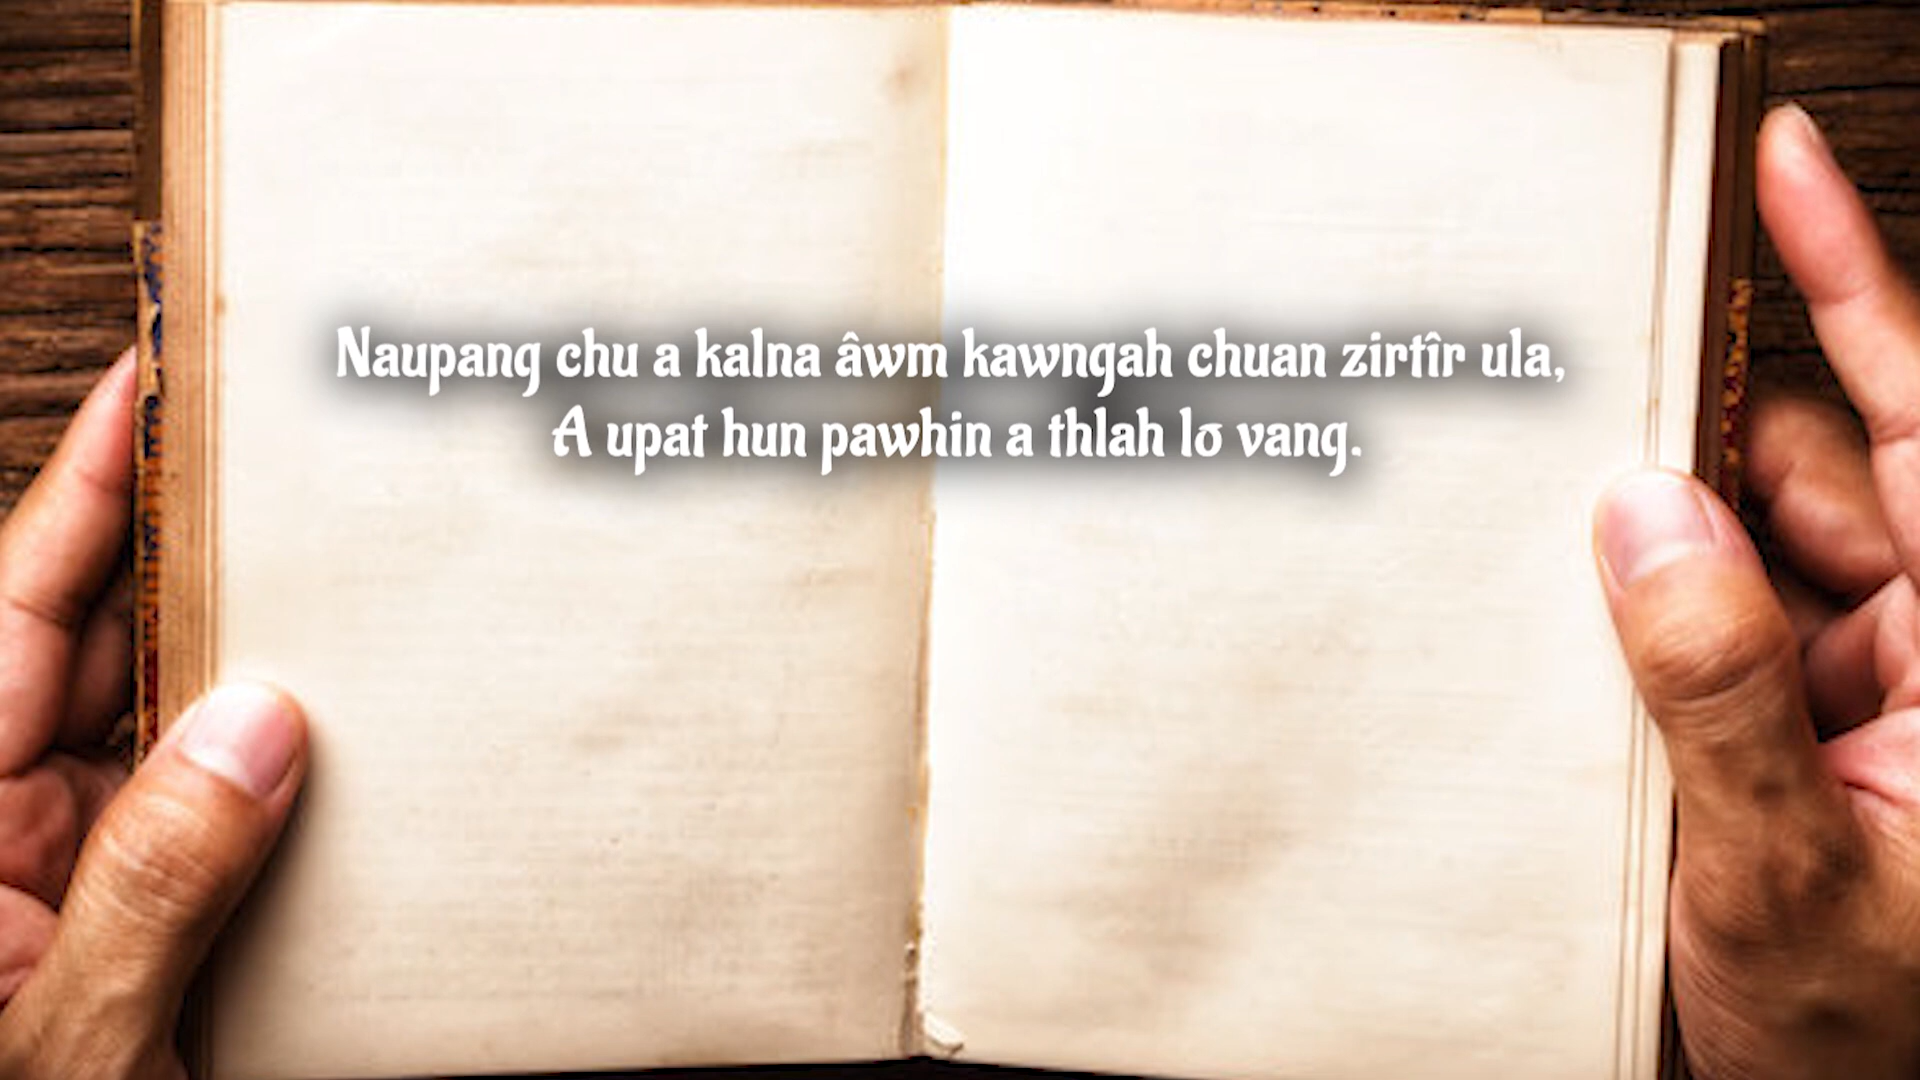 Naupang chu a kalna âwm kawngah chuan zirtîr ula,
A upat hun pawhin a thlah lo vang.